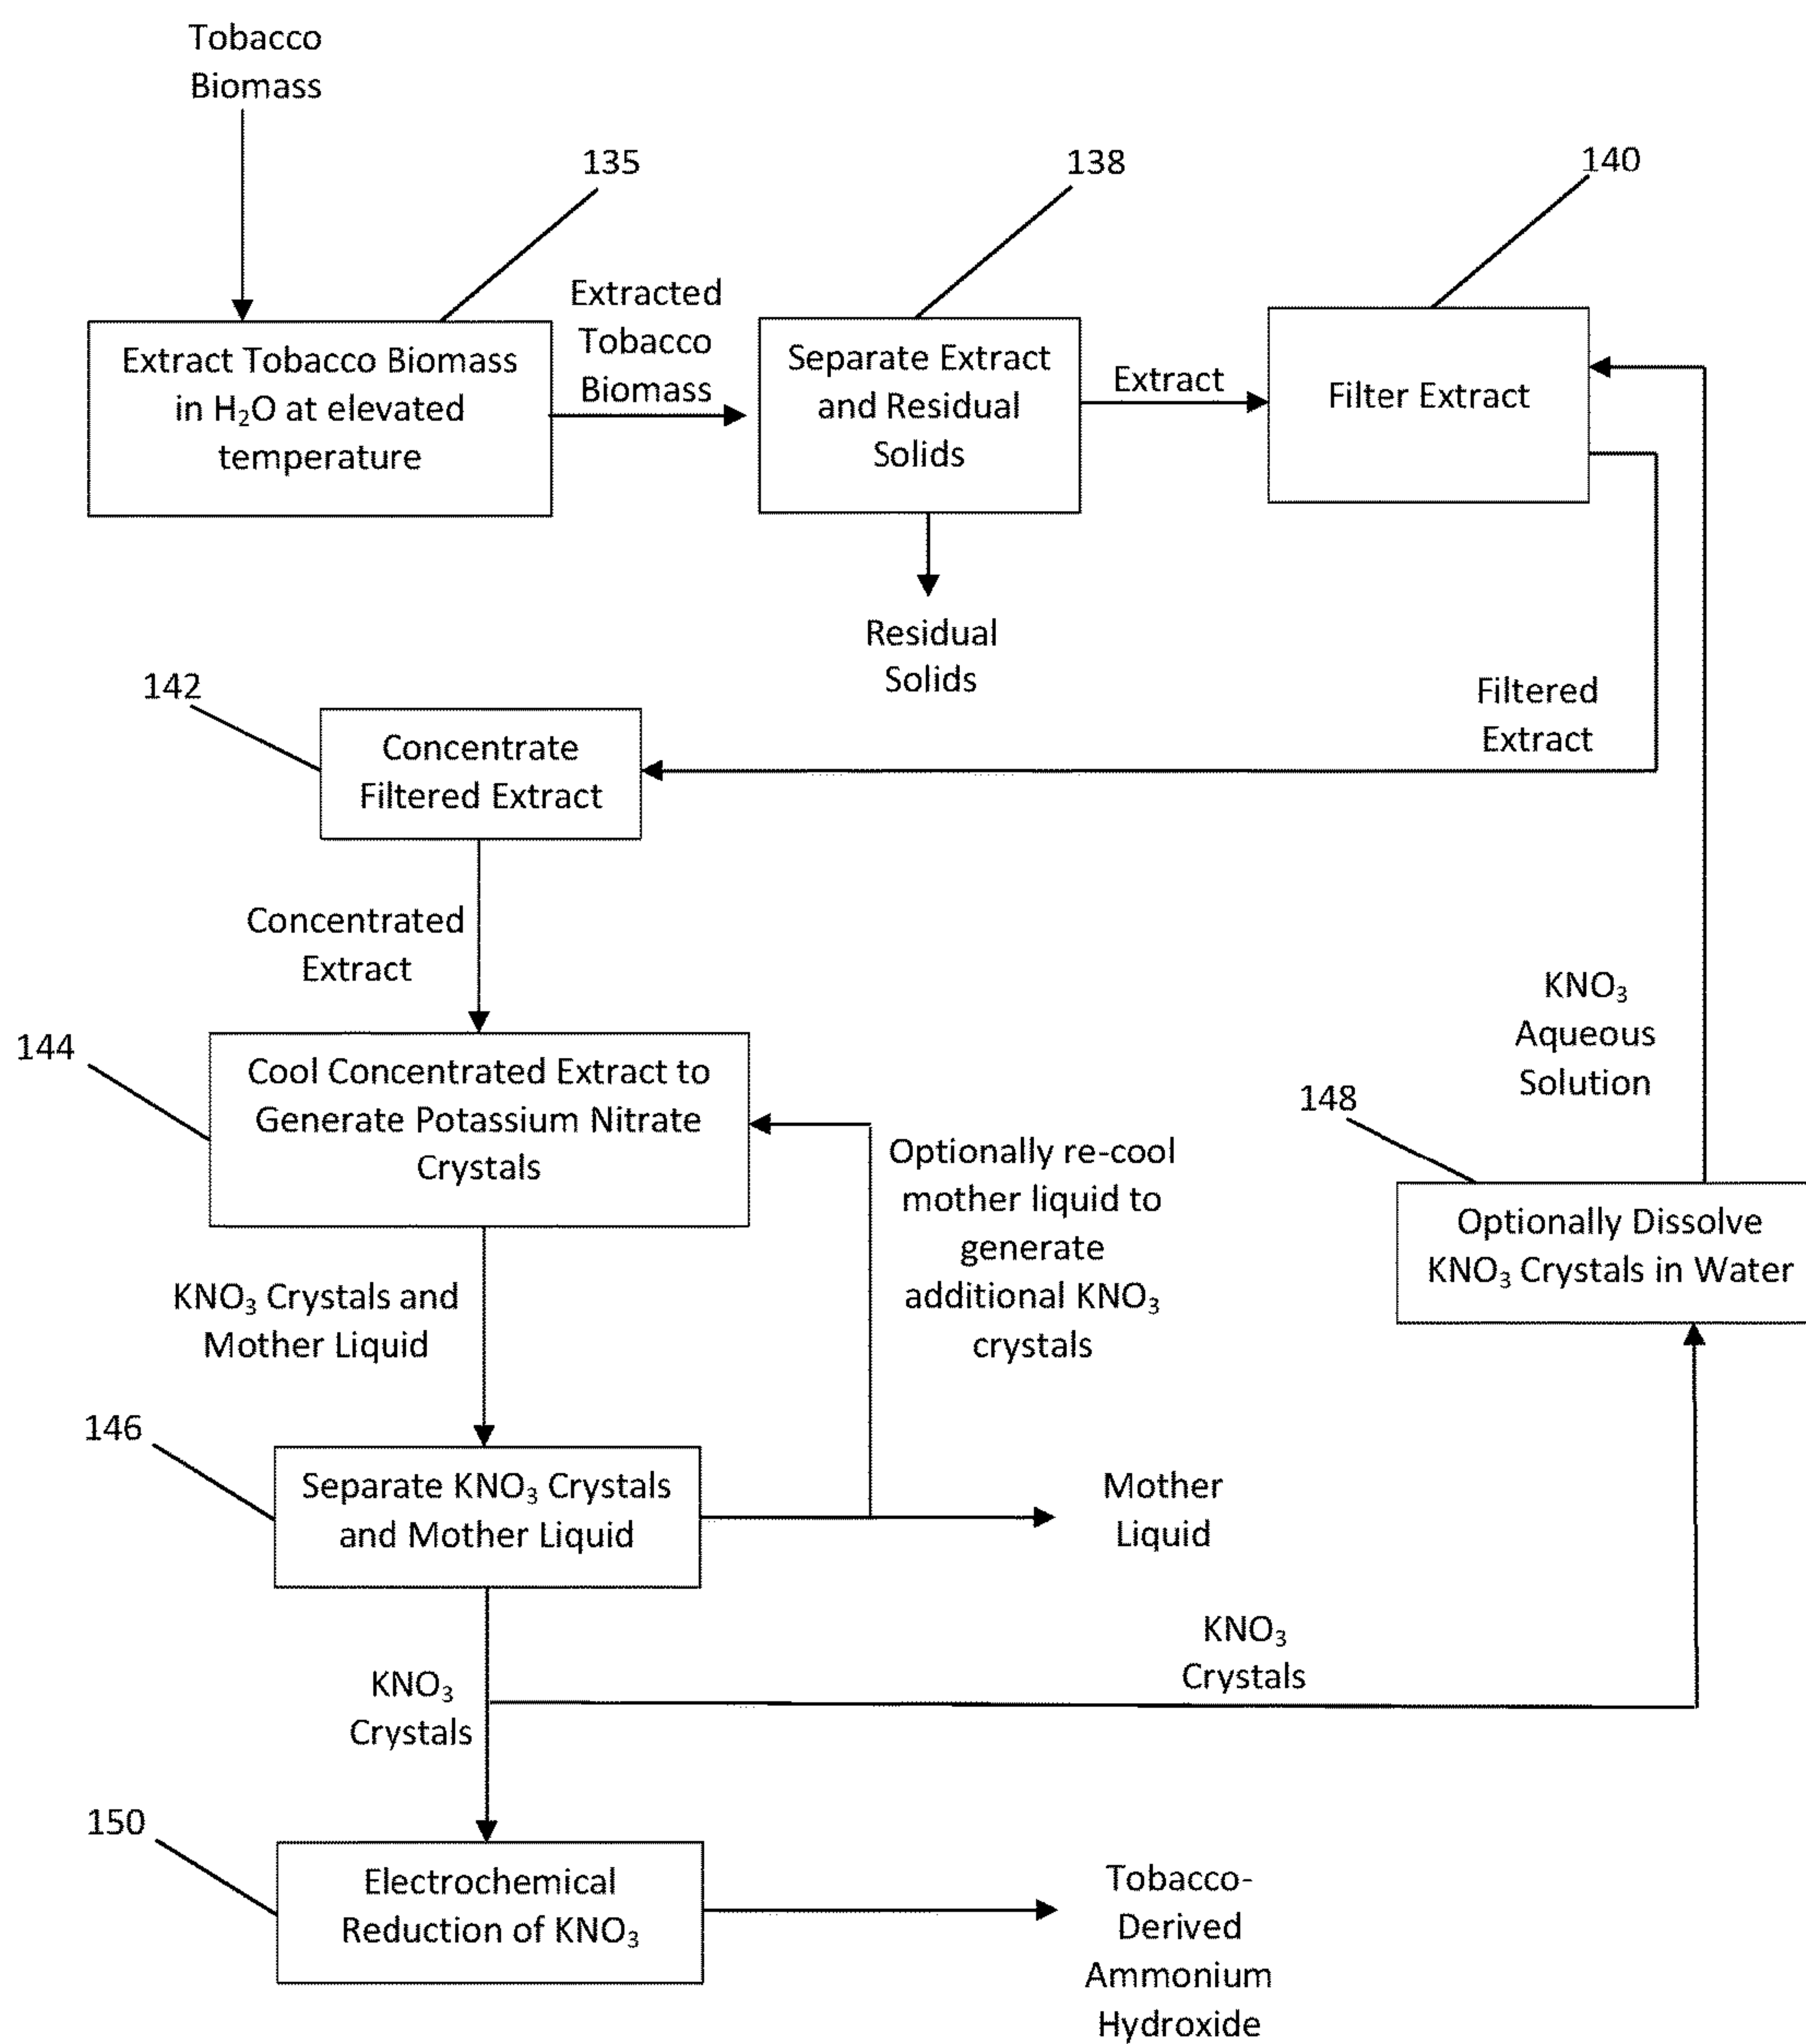 Tobacco
Biomass
135
138
140
Extract Tobacco Biomass
in H₂O at elevated
temperature
Extracted
Tobacco
Biomass
Separate Extract
and Residual
Solids
Extract
Filter Extract
Residual
Solids
Filtered
Extract
142
Concentrate
Filtered Extract
Concentrated
Extract
KNO₃
Aqueous
Solution
144
Cool Concentrated Extract to
Generate Potassium Nitrate
Crystals
148
Optionally Dissolve
KNO₃ Crystals in Water
Optionally re-cool
mother liquid to
generate
additional KNO₃
crystals
KNO₃ Crystals and
Mother Liquid
146
Separate KNO₃ Crystals
and Mother Liquid
Mother
Liquid
KNO₃
Crystals
KNO₃
Crystals
150
Electrochemical
Reduction of KNO₃
Tobacco-
Derived
Ammonium
Hydroxide